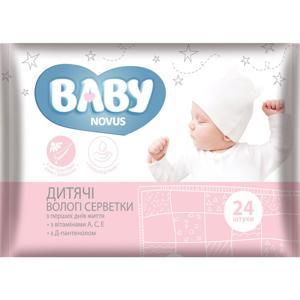 BABY
NOVUS
ДИТЯЧІ
ВОЛОГІ СЕРВЕТКИ
з перших днів життя
• з вітамінами А, С, Е
• з Д-пантенолом
24
штуки